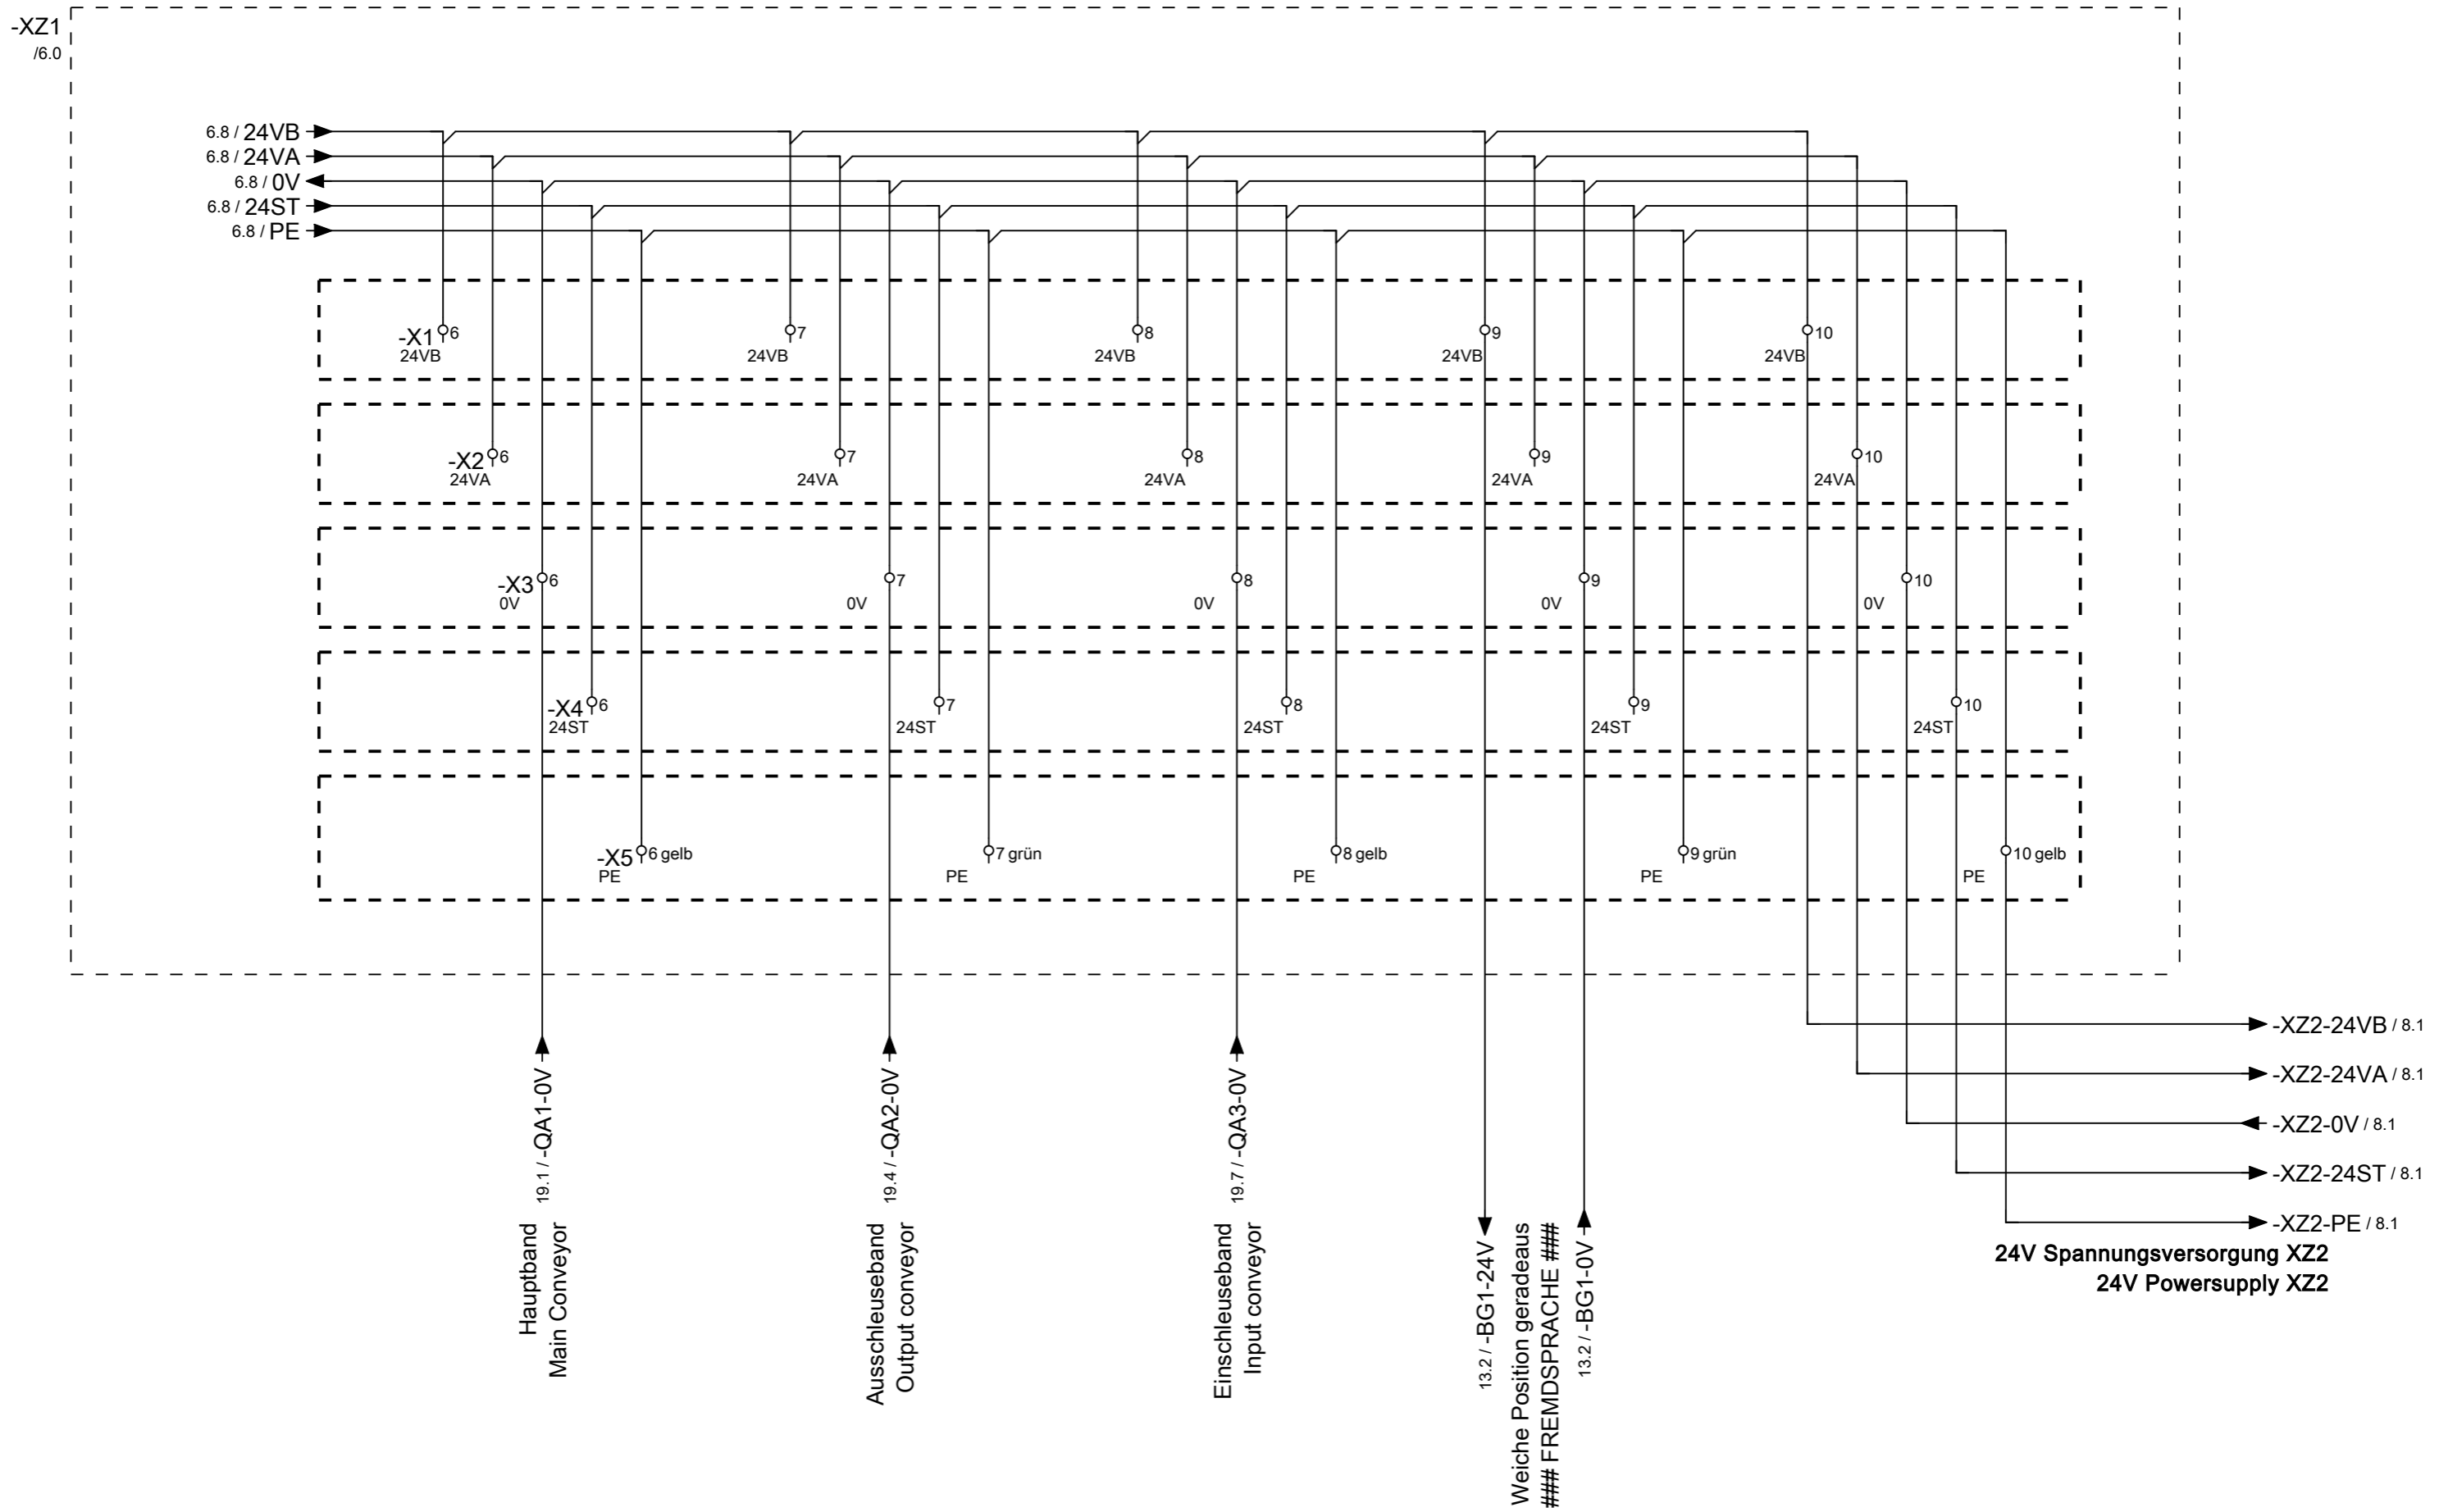 -XZ1
/6.0
6.8 / 24VB
6.8 / 24VA
6.8 / 0V
6.8 / 24ST
6.8 / PE
-X1 6 7 8 9 10
24VB 24VB 24VB 24VB 24VB
-X2 6 7 8 9 10
24VA 24VA 24VA 24VA 24VA
-X3 6 7 8 9 10
0V 0V 0V 0V 0V
-X4 6 7 8 9 10
24ST 24ST 24ST 24ST 24ST
-X5 6 gelb 7 grün 8 gelb 9 grün 10 gelb
PE PE PE PE PE
19.1 / -QA1-0V
Hauptband
Main Conveyor
19.4 / -QA2-0V
Ausschleuseband
Output conveyor
19.7 / -QA3-0V
Einschleuseband
Input conveyor
13.2 / -BG1-24V
Weiche Position geradeaus
### FREMDSPRACHE ###
13.2 / -BG1-0V
-XZ2-24VB / 8.1
-XZ2-24VA / 8.1
-XZ2-0V / 8.1
-XZ2-24ST / 8.1
-XZ2-PE / 8.1
24V Spannungsversorgung XZ2
24V Powersupply XZ2